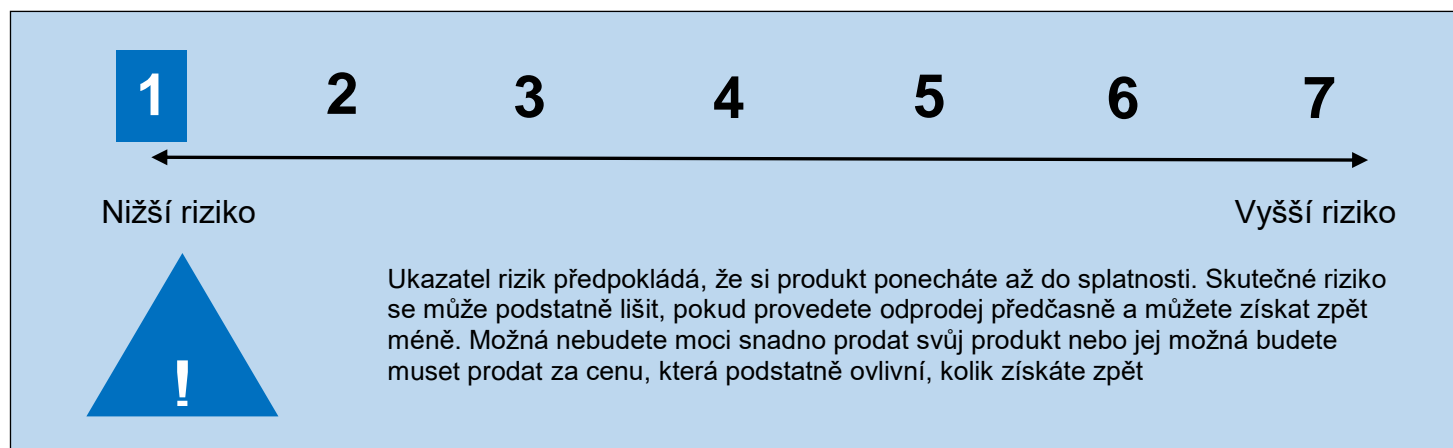 1 2 3 4 5 6 7
Nižší riziko Vyšší riziko
Ukazatel rizik předpokládá, že si produkt ponecháte až do splatnosti. Skutečné riziko
se může podstatně lišit, pokud provedete odprodej předčasně a můžete získat zpět
méně. Možná nebudete moci snadno prodat svůj produkt nebo jej možná budete
muset prodat za cenu, která podstatně ovlivní, kolik získáte zpět
!